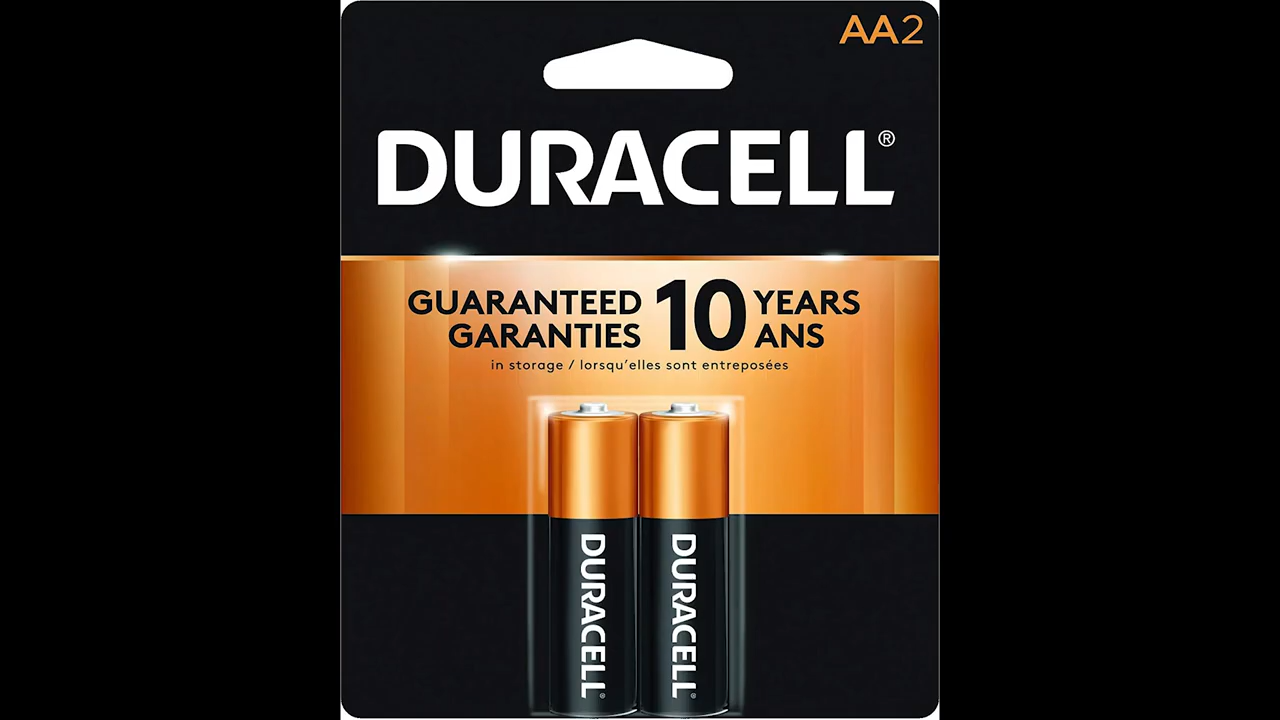 AA2
DURACELL®
GUARANTEED 10 YEARS
GARANTIES ANS
in storage / lorsqu'elles sont entreposées
DURACELL®
DURACELL®